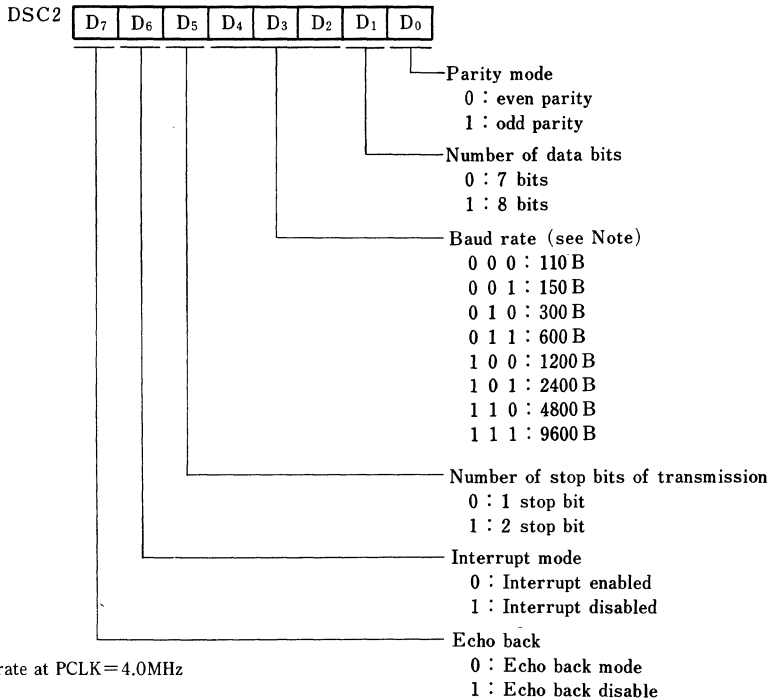 DSC2 D7 D6 D5 D4 D3 D2 D1 D0
Parity mode
0 : even parity
1 : odd parity
Number of data bits
0 : 7 bits
1 : 8 bits
Baud rate (see Note)
0 0 0 : 110 B
0 0 1 : 150 B
0 1 0 : 300 B
0 1 1 : 600 B
1 0 0 : 1200 B
1 0 1 : 2400 B
1 1 0 : 4800 B
1 1 1 : 9600 B
Number of stop bits of transmission
0 : 1 stop bit
1 : 2 stop bit
Interrupt mode
0 : Interrupt enabled
1 : Interrupt disabled
Echo back
0 : Echo back mode
rate at PCLK=4.0MHz
1 : Echo back disable